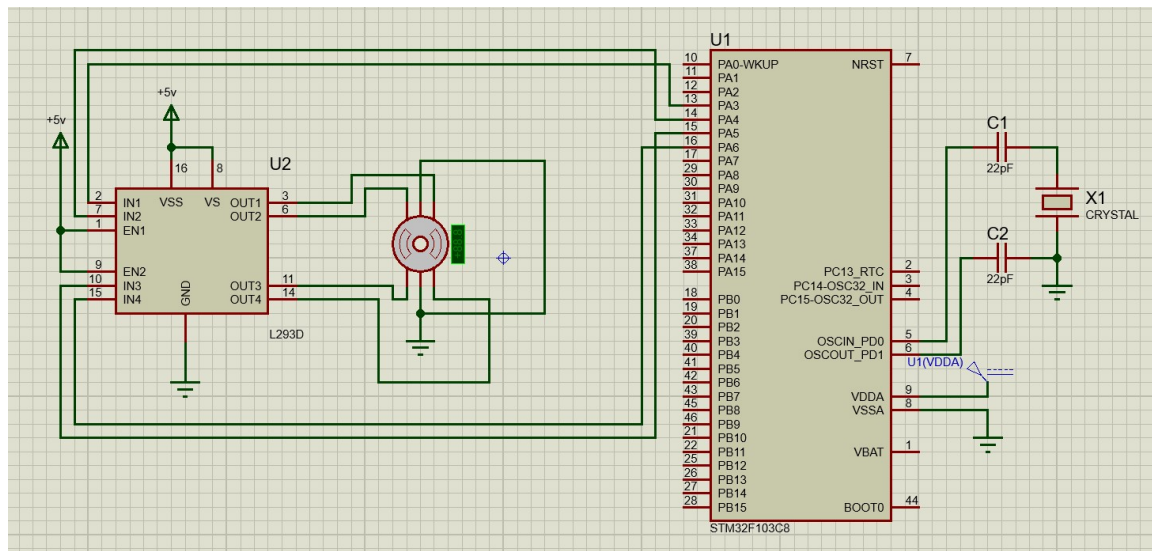 U1
10 PA0-WKUP NRST 7
11 PA1
12 PA2
13 PA3
14 PA4
15 PA5
16 PA6
17 PA7
29 PA8
30 PA9
31 PA10
32 PA11
33 PA12
34 PA13
37 PA14
38 PA15
PC13_RTC 2
PC14-OSC32_IN 3
PC15-OSC32_OUT 4
18 PB0
19 PB1
20 PB2
39 PB3
40 PB4
41 PB5
42 PB6
43 PB7
45 PB8
46 PB9
21 PB10
22 PB11
25 PB12
26 PB13
27 PB14
28 PB15
OSCIN_PD0 5
OSCOUT_PD1 6
U1(VDDA)
VDDA 9
VSSA 8
VBAT 1
BOOT0 44
STM32F103C8
+5v
+5v
U2
16 8
VSS VS
2 IN1 OUT1 3
7 IN2 OUT2 6
1 EN1
9 EN2
10 IN3 OUT3 11
15 IN4 OUT4 14
GND
L293D
C1
22pF
X1
CRYSTAL
C2
22pF